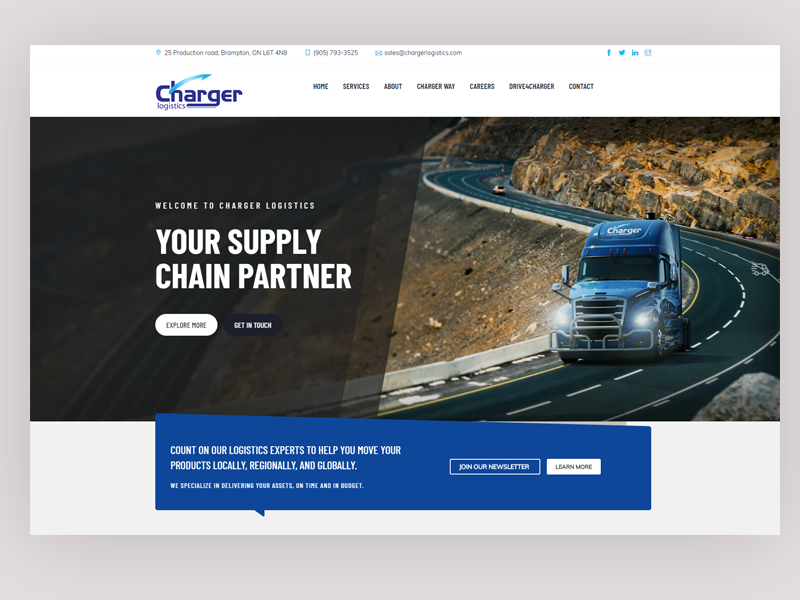 25 Production road, Brampton, ON L6T 4N8 (905) 793-3525 sales@chargerlogistics.com
Charger
logistics
HOME SERVICES ABOUT CHARGER WAY CAREERS DRIVE4CHARGER CONTACT
Charger
WELCOME TO CHARGER LOGISTICS
YOUR SUPPLY
CHAIN PARTNER
EXPLORE MORE GET IN TOUCH
COUNT ON OUR LOGISTICS EXPERTS TO HELP YOU MOVE YOUR
PRODUCTS LOCALLY, REGIONALLY, AND GLOBALLY.
WE SPECIALIZE IN DELIVERING YOUR ASSETS, ON TIME AND IN BUDGET.
JOIN OUR NEWSLETTER LEARN MORE